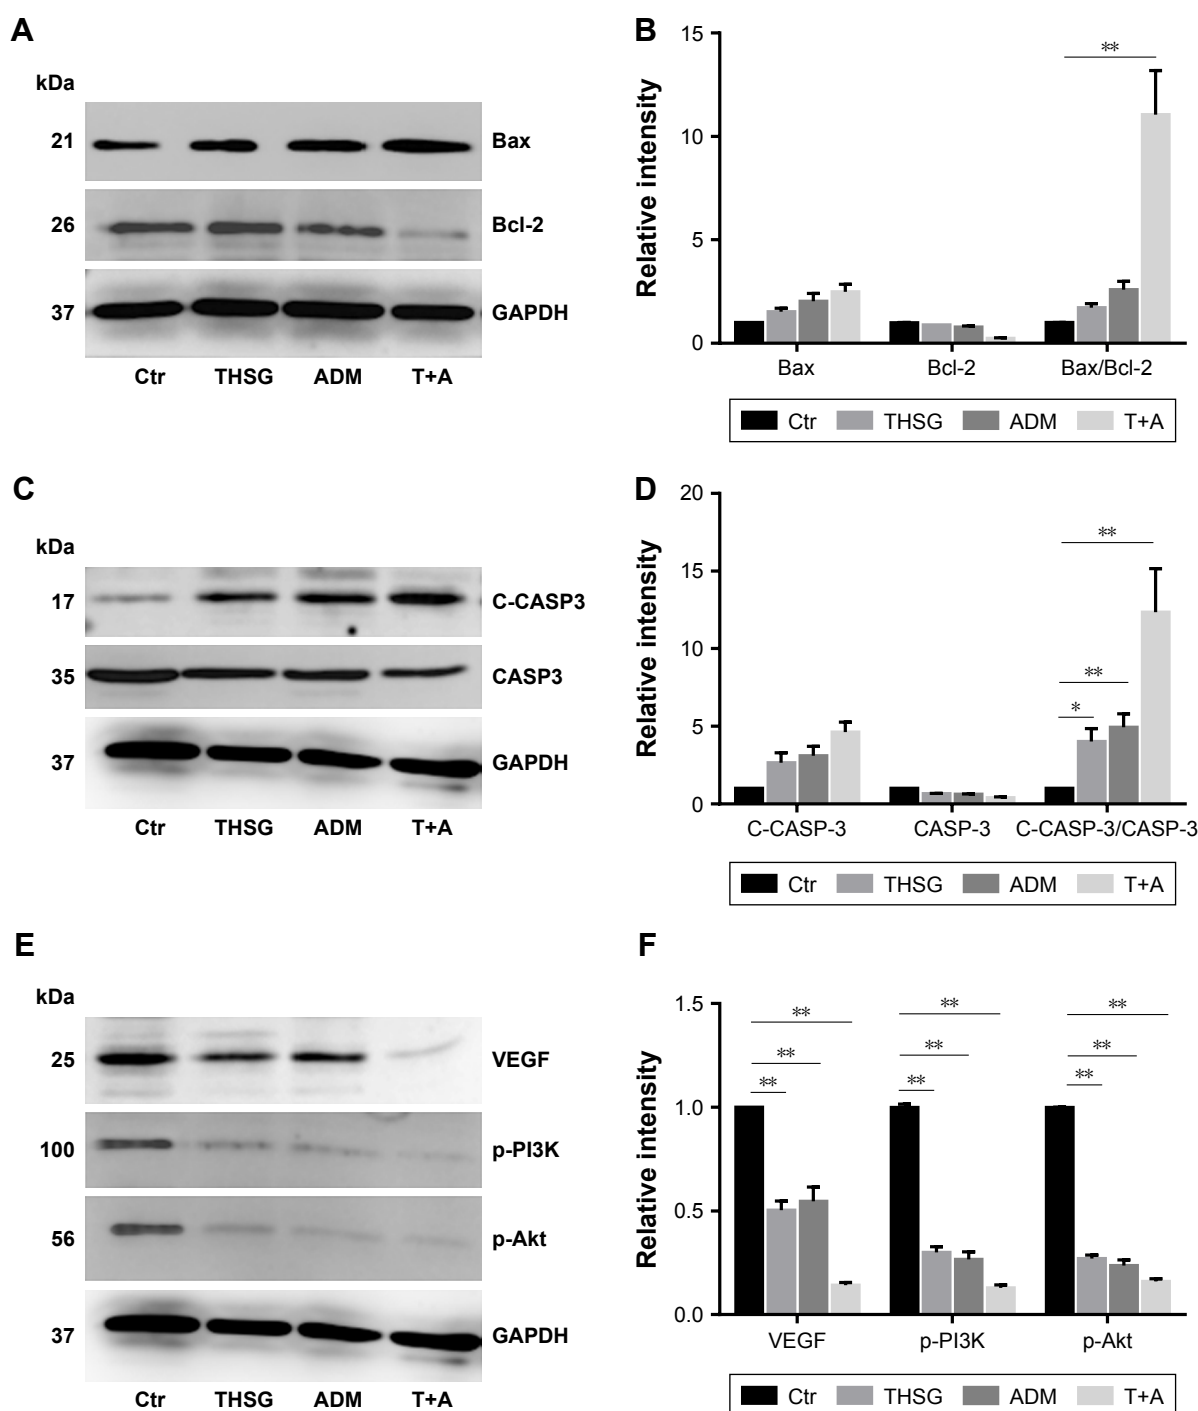 A
kDa
21 Bax
26 Bcl-2
37 GAPDH
Ctr THSG ADM T+A
B
Relative intensity
15
10
5
0
**
Bax Bcl-2 Bax/Bcl-2
Ctr THSG ADM T+A
C
kDa
17 C-CASP3
35 CASP3
37 GAPDH
Ctr THSG ADM T+A
D
Relative intensity
20
15
10
5
0
**
**
*
C-CASP-3 CASP-3 C-CASP-3/CASP-3
Ctr THSG ADM T+A
E
kDa
25 VEGF
100 p-PI3K
56 p-Akt
37 GAPDH
Ctr THSG ADM T+A
F
Relative intensity
1.5
1.0
0.5
0.0
** ** **
** ** **
** ** **
VEGF p-PI3K p-Akt
Ctr THSG ADM T+A